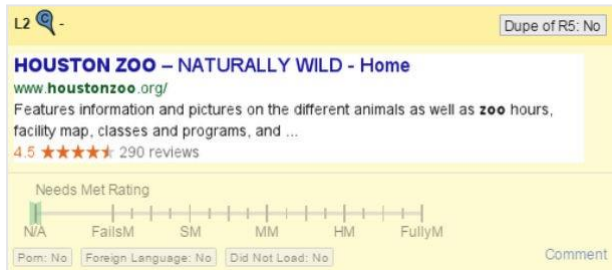 L2 C -
Dupe of R5: No
HOUSTON ZOO – NATURALLY WILD - Home
www.houstonzoo.org/
Features information and pictures on the different animals as well as zoo hours,
facility map, classes and programs, and ...
4.5 ★★★★★ 290 reviews
Needs Met Rating
N/A FailsM SM MM HM FullyM
Porn: No Foreign Language: No Did Not Load: No Comment